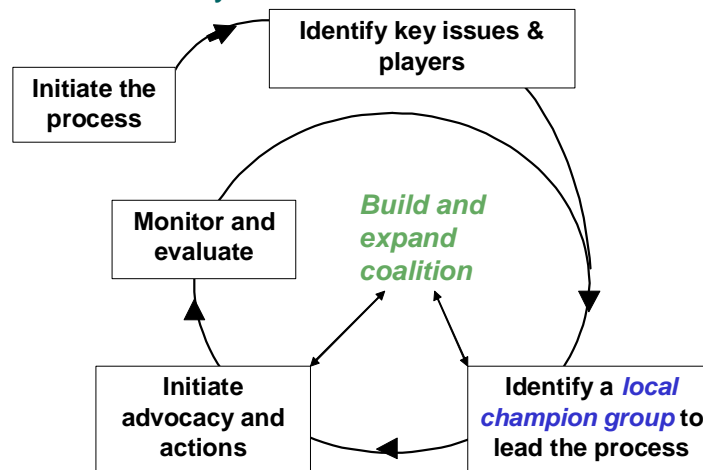 Identify key issues &
players
Initiate the
process
Monitor and
evaluate
Build and
expand
coalition
Initiate
advocacy and
actions
Identify a local
champion group to
lead the process